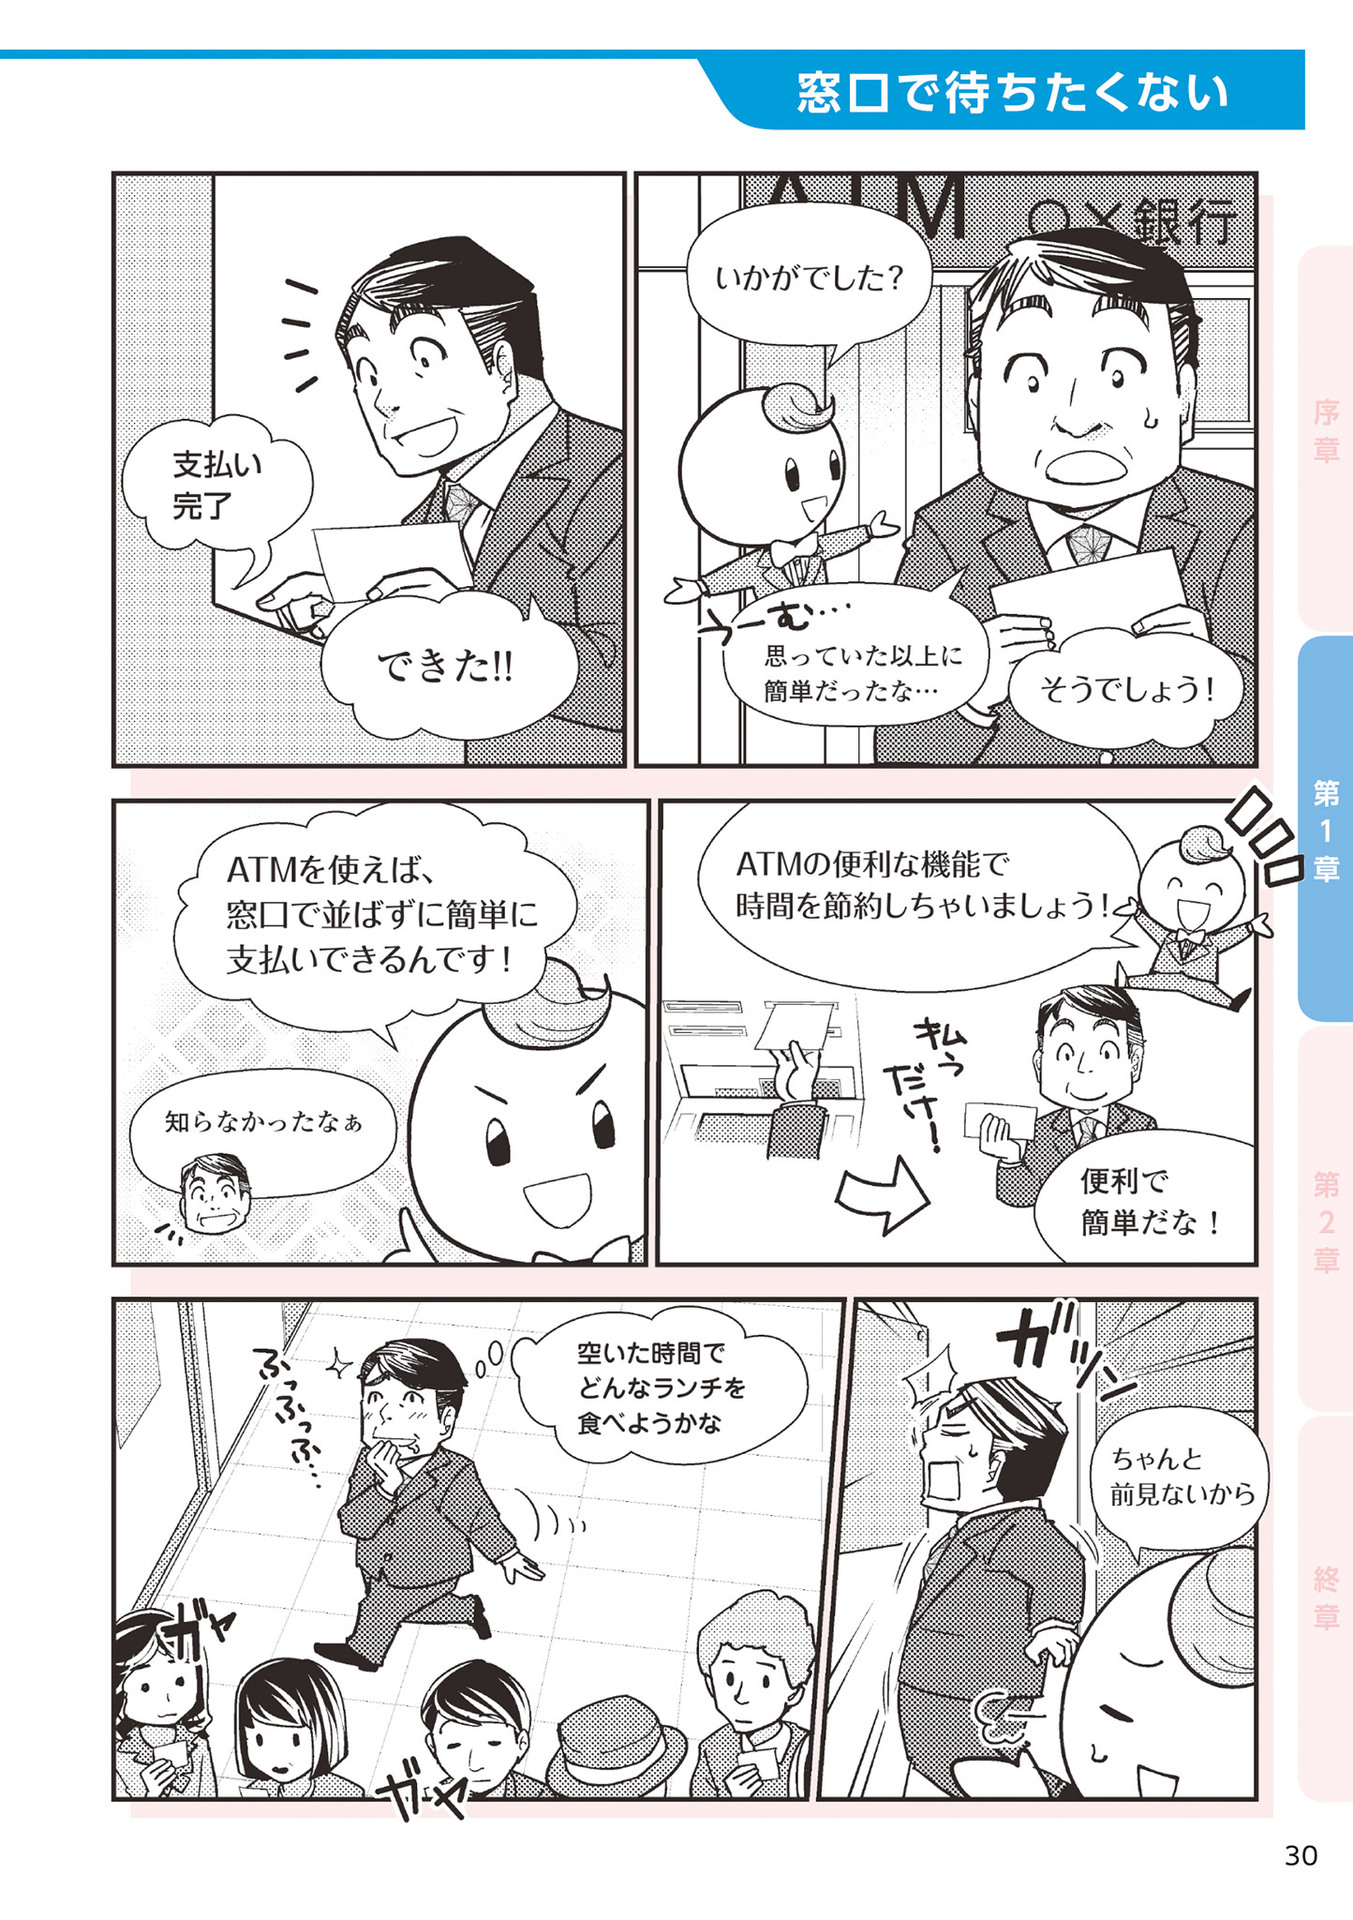 窓口で待ちたくない
支払い
完了
できた!!
ATM
○×銀行
いかがでした?
うーむ…
思っていた以上に
簡単だったな…
そうでしょう!
ATMを使えば、
窓口で並ばずに簡単に
支払いできるんです!
知らなかったなぁ
ATMの便利な機能で
時間を節約しちゃいましょう!
払う
だけ!
便利で
簡単だな!
ふっふっふっふ…
空いた時間で
どんなランチを
食べようかな
ガヤ
ガヤ
ガツン
ちゃんと
前見ないから
序章
第1章
第2章
終章
30